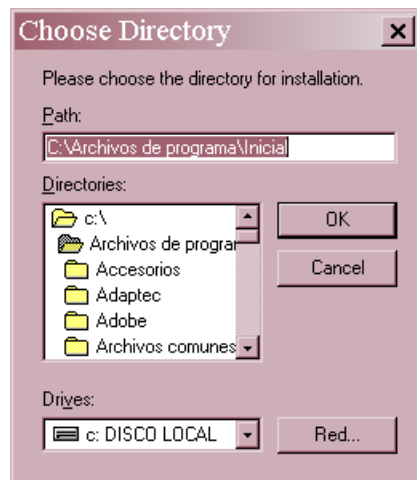 Choose Directory
Please choose the directory for installation.
Path:
C:\Archivos de programa\Inicial
Directories:
c:\
Archivos de prograr
Accesorios
Adaptec
Adobe
Archivos comunes
OK
Cancel
Drives:
c: DISCO LOCAL
Red...